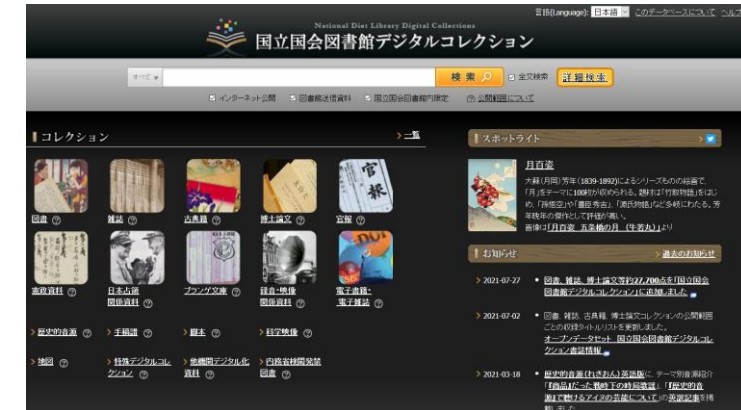 言語(Language): 日本語 このデータベースについて ヘルプ
National Diet Library Digital Collections
国立国会図書館デジタルコレクション
すべて 検索 全文検索 詳細検索
インターネット公開 図書館送信資料 国立国会図書館内限定 公開範囲について
コレクション 一覧
図書 雑誌 古典籍 博士論文 官報
官報
憲政資料 日本占領関係資料 プランゲ文庫 録音・映像関係資料 電子書籍・電子雑誌
歴史的音源 手稿譜 脚本 科学映像
地図 特殊デジタルコレクション 他機関デジタル化資料 内務省検閲発禁図書
スポットライト
月百姿
大蘇(月岡)芳年(1839-1892)によるシリーズものの絵画で、
「月」をテーマに100枚が収められる。題材は「竹取物語」をはじ
め、「孫悟空」や「豊臣秀吉」、「源氏物語」など多岐にわたる。芳
年晩年の傑作として評価が高い。
画像は「月百姿 五条橋の月 (牛若丸)」より
お知らせ 過去のお知らせ
2021-07-27 図書、雑誌、博士論文等約27,700点を「国立国会
図書館デジタルコレクション」に追加しました
2021-07-02 図書、雑誌、古典籍、博士論文コレクションの公開範囲
ごとの収録タイトルリストを更新しました。
オープンデータセット 国立国会図書館デジタルコレ
クション書誌情報
2021-03-18 歴史的音源(れきおん)英語版に、テーマ別音源紹介
「『商品』だった戦時下の時局歌謡」、「『歴史的音
源』で聴けるアイヌの芸能について」の英訳記事を掲
載しました